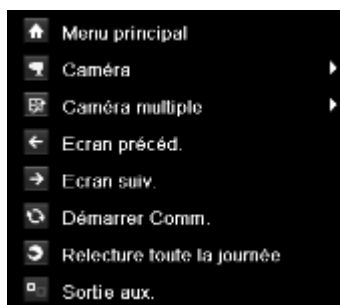 Menu principal
Caméra
Caméra multiple
Ecran précéd.
Ecran suiv.
Démarrer Comm.
Relecture toute la journée
Sortie aux.